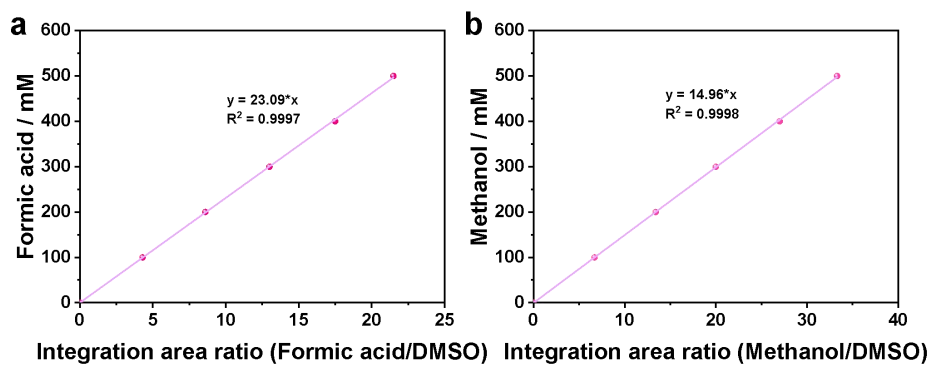 a
Formic acid / mM
600
500
400
300
200
100
0
y = 23.09*x
R² = 0.9997
0 5 10 15 20 25
Integration area ratio (Formic acid/DMSO)
b
Methanol / mM
600
500
400
300
200
100
0
y = 14.96*x
R² = 0.9998
0 10 20 30 40
Integration area ratio (Methanol/DMSO)